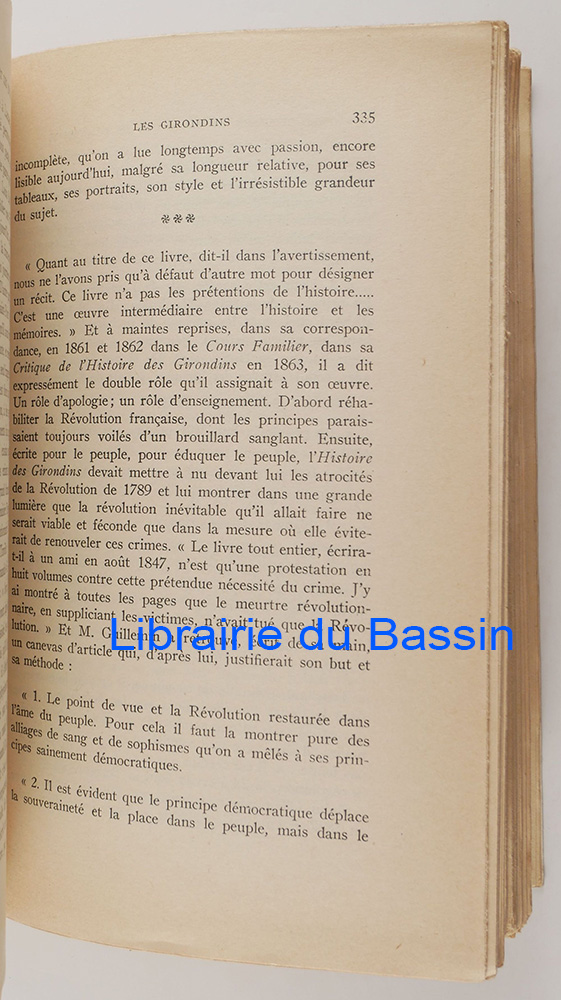 LES GIRONDINS 335
incomplète, qu'on a lue longtemps avec passion, encore
lisible aujourd'hui, malgré sa longueur relative, pour ses
tableaux, ses portraits, son style et l'irrésistible grandeur
du sujet.
***
« Quant au titre de ce livre, dit-il dans l'avertissement,
nous ne l'avons pris qu'à défaut d'autre mot pour désigner
un récit. Ce livre n'a pas les prétentions de l'histoire.....
C'est une œuvre intermédiaire entre l'histoire et les
mémoires. » Et à maintes reprises, dans sa correspon-
dance, en 1861 et 1862 dans le Cours Familier, dans sa
Critique de l'Histoire des Girondins en 1863, il a dit
expressément le double rôle qu'il assignait à son œuvre.
Un rôle d'apologie ; un rôle d'enseignement. D'abord réha-
biliter la Révolution française, dont les principes parais-
saient toujours voilés d'un brouillard sanglant. Ensuite,
écrite pour le peuple, pour éduquer le peuple, l'Histoire
des Girondins devait mettre à nu devant lui les atrocités
de la Révolution de 1789 et lui montrer dans une grande
lumière que la révolution inévitable qu'il allait faire ne
serait viable et féconde que dans la mesure où elle évite-
rait de renouveler ces crimes. « Le livre tout entier, écrira-
t-il à un ami en août 1847, n'est qu'une protestation en
huit volumes contre cette prétendue nécessité du crime. J'y
ai montré à toutes les pages que le meurtre révolution-
naire, en suppliciant les victimes, n'avait tué que la Révo-
lution. » Et M. Guillemin a retrouvé, écrit de sa main,
un canevas d'article qui, d'après lui, justifierait son but et
sa méthode :
« 1. Le point de vue et la Révolution restaurée dans
l'âme du peuple. Pour cela il faut la montrer pure des
alliages de sang et de sophismes qu'on a mêlés à ses prin-
cipes sainement démocratiques.
« 2. Il est évident que le principe démocratique déplace
la souveraineté et la place dans le peuple, mais dans le
Librairie du Bassin